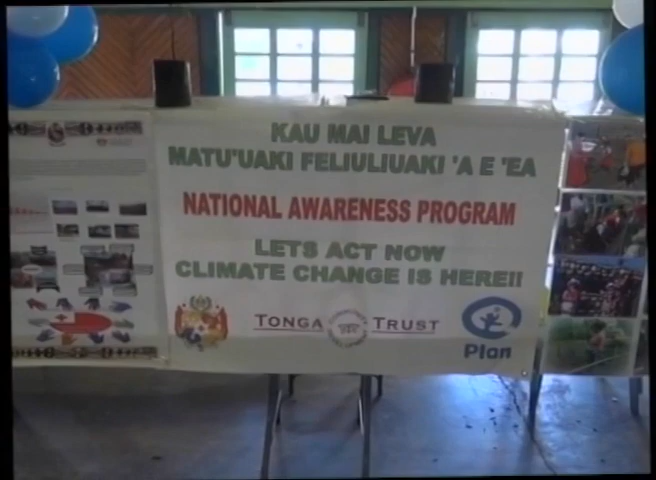 KAU MAI LEVA
MATU'UAKI FELIULIUAKI 'A E 'EA
NATIONAL AWARENESS PROGRAM
LETS ACT NOW
CLIMATE CHANGE IS HERE!!
TONGA TRUST
Plan